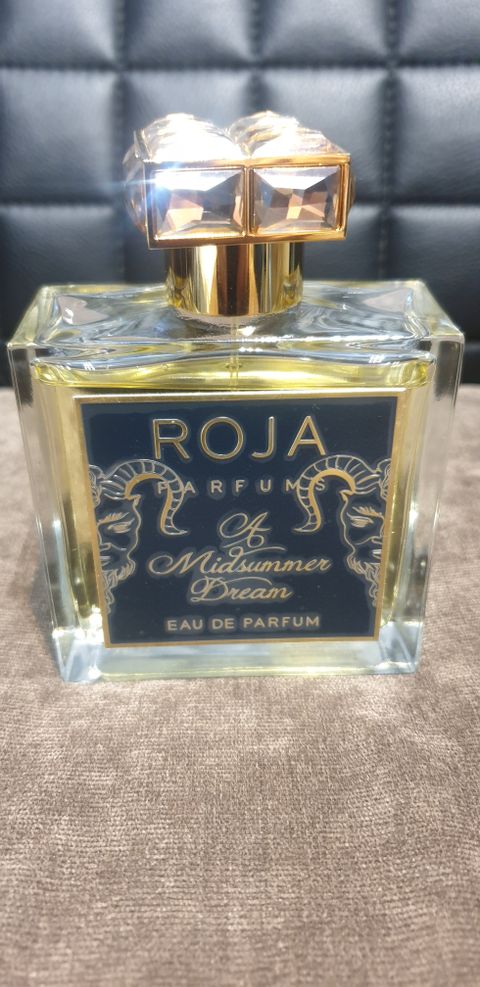 ROJA
PARFUMS
A
Midsummer
Dream
EAU DE PARFUM